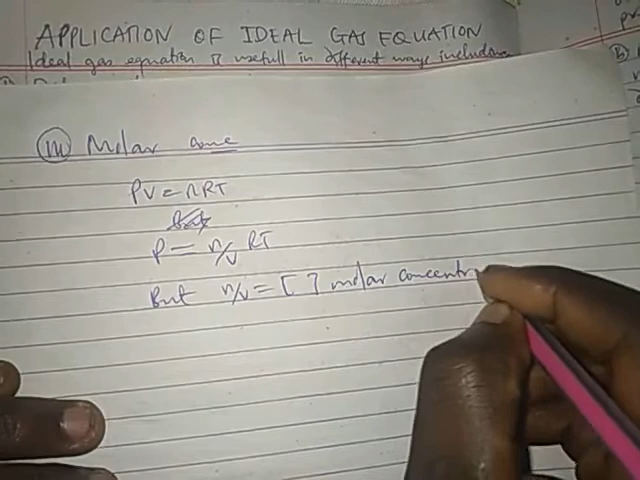 APPLICATION OF IDEAL GAS EQUATION
Ideal gas equation is usefull in different ways including
(iii) Molar conc
PV = nRT
P = n/v RT
But n/v = [ ] molar concentr